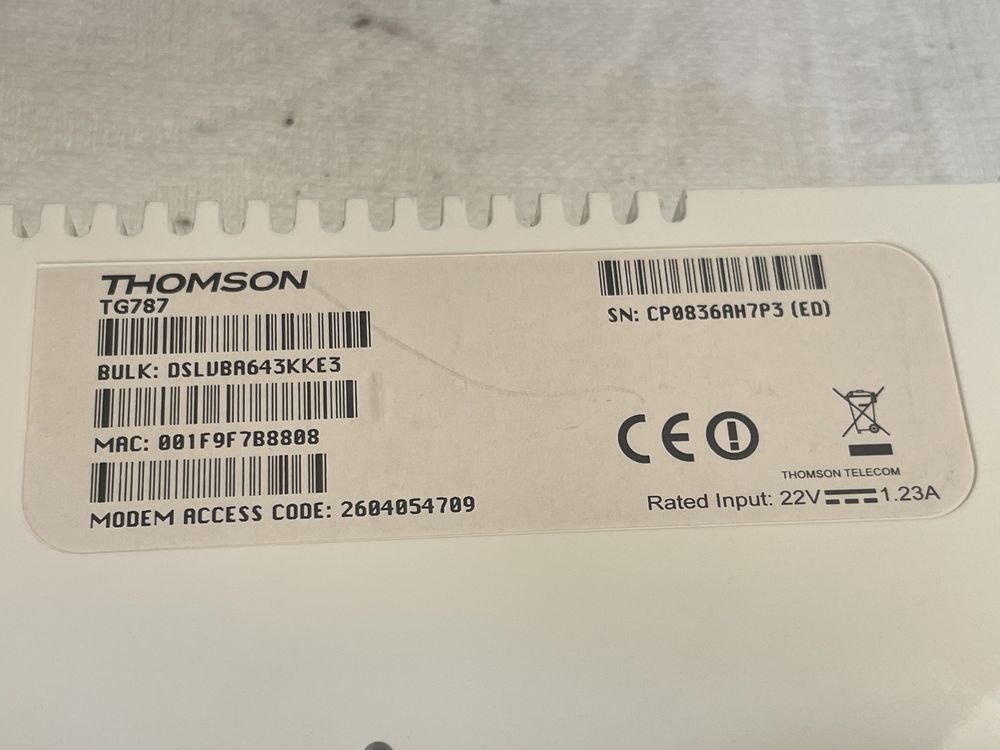 THOMSON
TG787
BULK: DSLVBA643KKE3
MAC: 001F9F7B8808
MODEM ACCESS CODE: 2604054709
SN: CP0836AH7P3 (ED)
CE
THOMSON TELECOM
Rated Input: 22V⎓1.23A